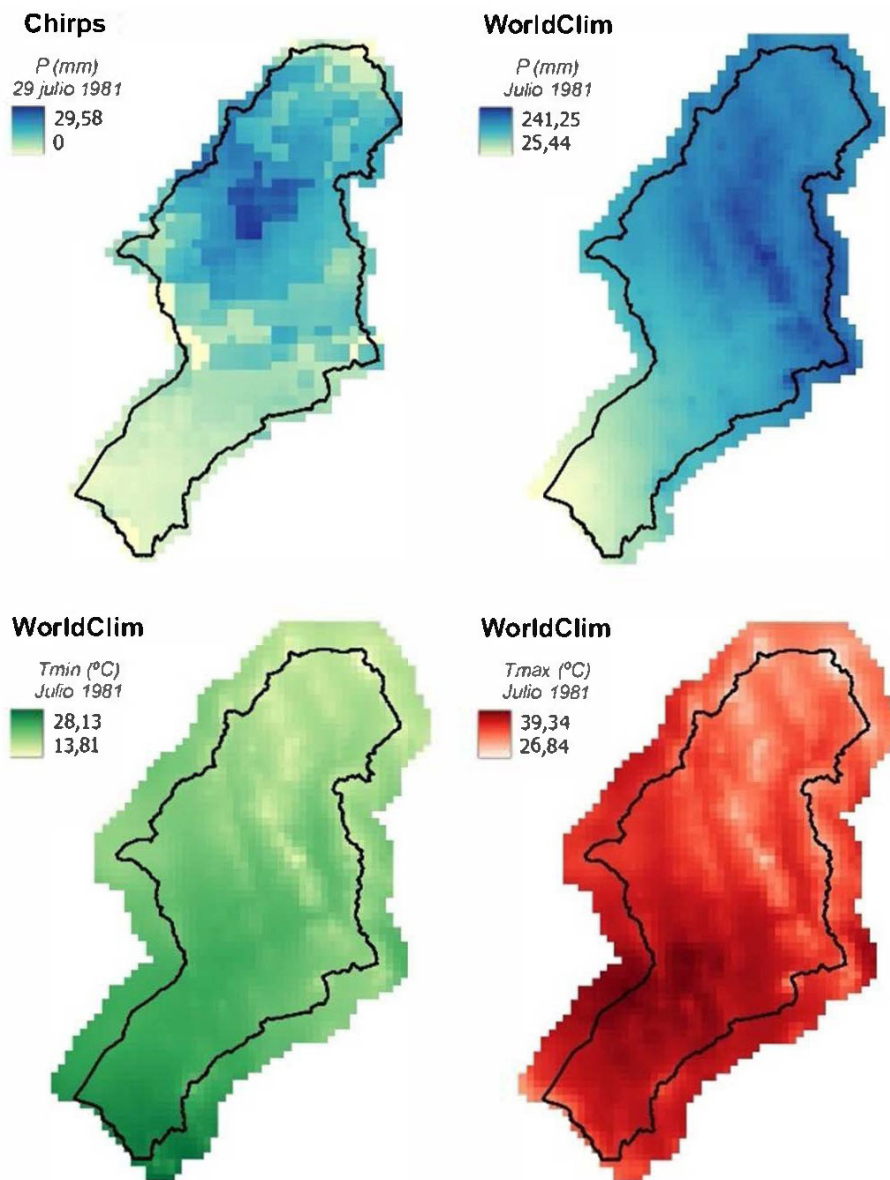 Chirps
P (mm)
29 julio 1981
29,58
0
WorldClim
P (mm)
Julio 1981
241,25
25,44
WorldClim
Tmin (ºC)
Julio 1981
28,13
13,81
WorldClim
Tmax (ºC)
Julio 1981
39,34
26,84